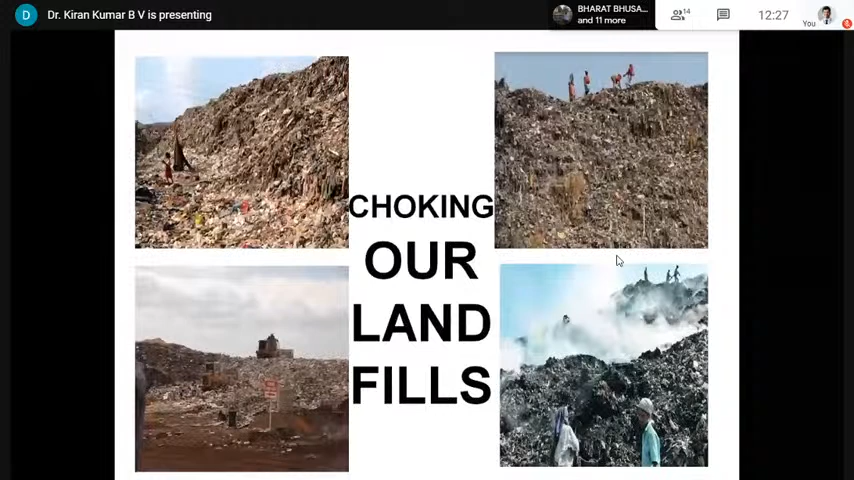 D Dr. Kiran Kumar B V is presenting
BHARAT BHUSA...
and 11 more
14
12:27
You
CHOKING
OUR
LAND
FILLS